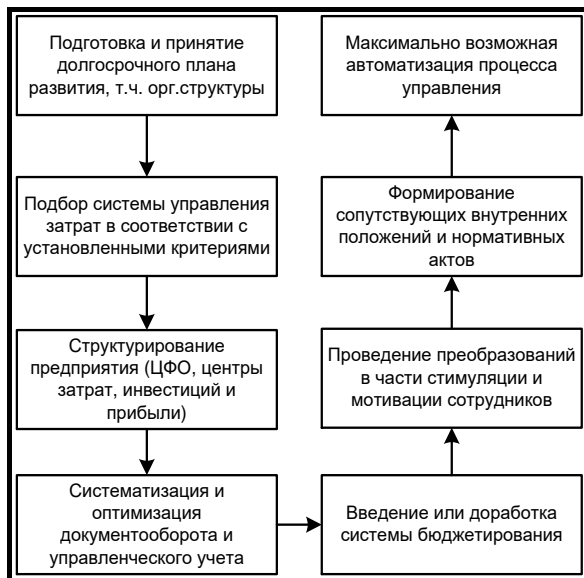 Подготовка и принятие
долгосрочного плана
развития, т.ч. орг.структуры
Подбор системы управления
затрат в соответствии с
установленными критериями
Структурирование
предприятия (ЦФО, центры
затрат, инвестиций и
прибыли)
Систематизация и
оптимизация
документооборота и
управленческого учета
Введение или доработка
системы бюджетирования
Проведение преобразований
в части стимуляции и
мотивации сотрудников
Формирование
сопутствующих внутренних
положений и нормативных
актов
Максимально возможная
автоматизация процесса
управления